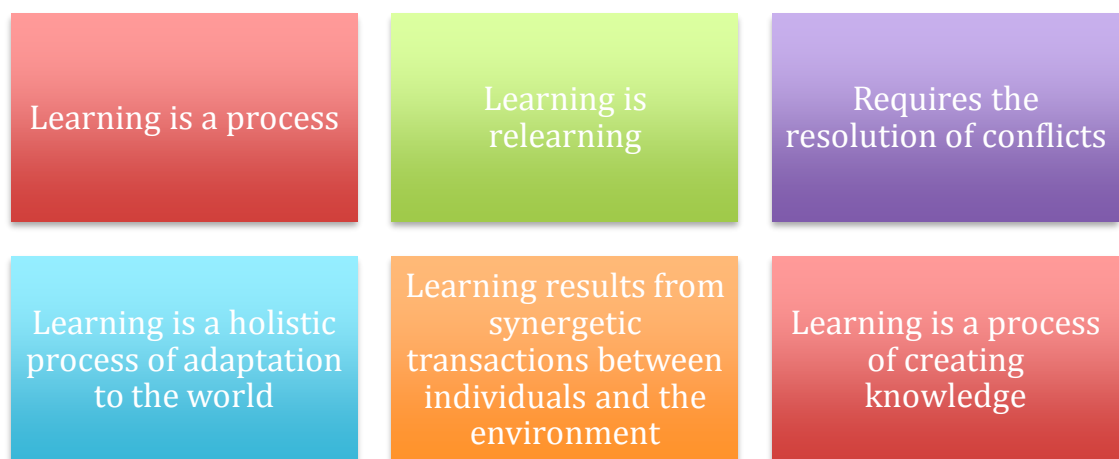 Learning is a process
Learning is
relearning
Requires the
resolution of conflicts
Learning is a holistic
process of adaptation
to the world
Learning results from
synergetic
transactions between
individuals and the
environment
Learning is a process
of creating
knowledge